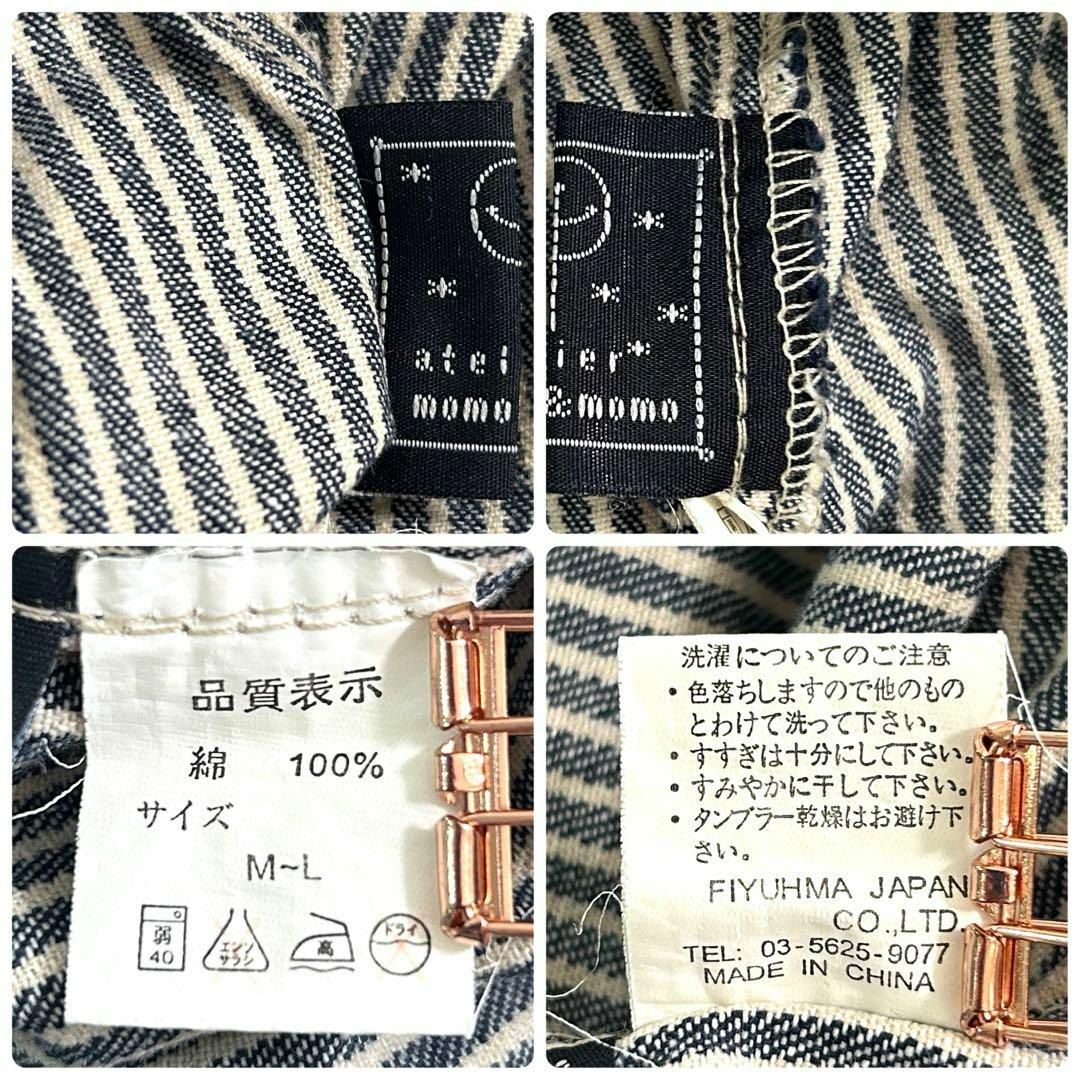 atel
momo
ier*
&momo
品質表示
綿 100%
サイズ
M~L
弱
40
エンソ
サラシ
高
ドライ
洗濯についてのご注意
・色落ちしますので他のもの
とわけて洗って下さい。
・すすぎは十分にして下さい。
・すみやかに干して下さい。
・タンブラー乾燥はお避け下
さい。
FIYUHMA JAPAN
CO.,LTD.
TEL: 03-5625-9077
MADE IN CHINA